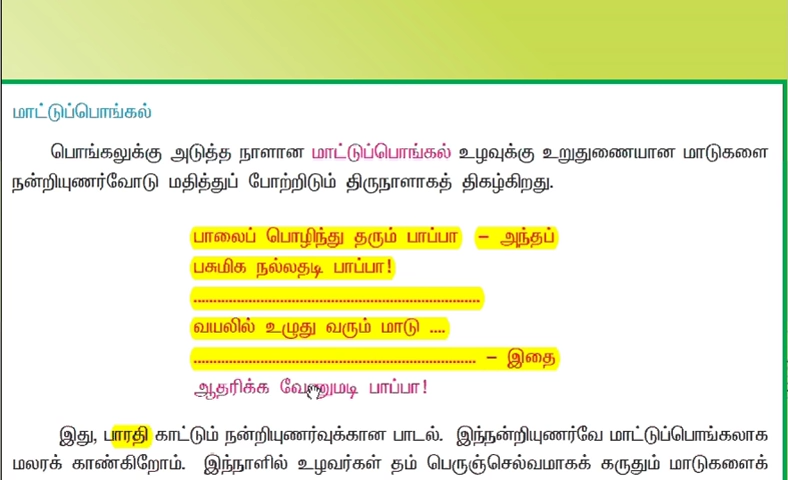 மாட்டுப்பொங்கல்
பொங்கலுக்கு அடுத்த நாளான மாட்டுப்பொங்கல் உழவுக்கு உறுதுணையான மாடுகளை
நன்றியுணர்வோடு மதித்துப் போற்றிடும் திருநாளாகத் திகழ்கிறது.
பாலைப் பொழிந்து தரும் பாப்பா – அந்தப்
பசுமிக நல்லதடி பாப்பா!
........................................................................
வயலில் உழுது வரும் மாடு ....
....................................................................... – இதை
ஆதரிக்க வேணுமடி பாப்பா!
இது, பாரதி காட்டும் நன்றியுணர்வுக்கான பாடல். இந்நன்றியுணர்வே மாட்டுப்பொங்கலாக
மலரக் காண்கிறோம். இந்நாளில் உழவர்கள் தம் பெருஞ்செல்வமாகக் கருதும் மாடுகளைக்